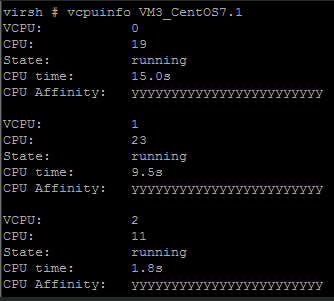 virsh # vcpuinfo VM3_CentOS7.1
VCPU:           0
CPU:            19
State:          running
CPU time:       15.0s
CPU Affinity:   yyyyyyyyyyyyyyyyyyyyyyyy

VCPU:           1
CPU:            23
State:          running
CPU time:       9.5s
CPU Affinity:   yyyyyyyyyyyyyyyyyyyyyyyy

VCPU:           2
CPU:            11
State:          running
CPU time:       1.8s
CPU Affinity:   yyyyyyyyyyyyyyyyyyyyyyyy